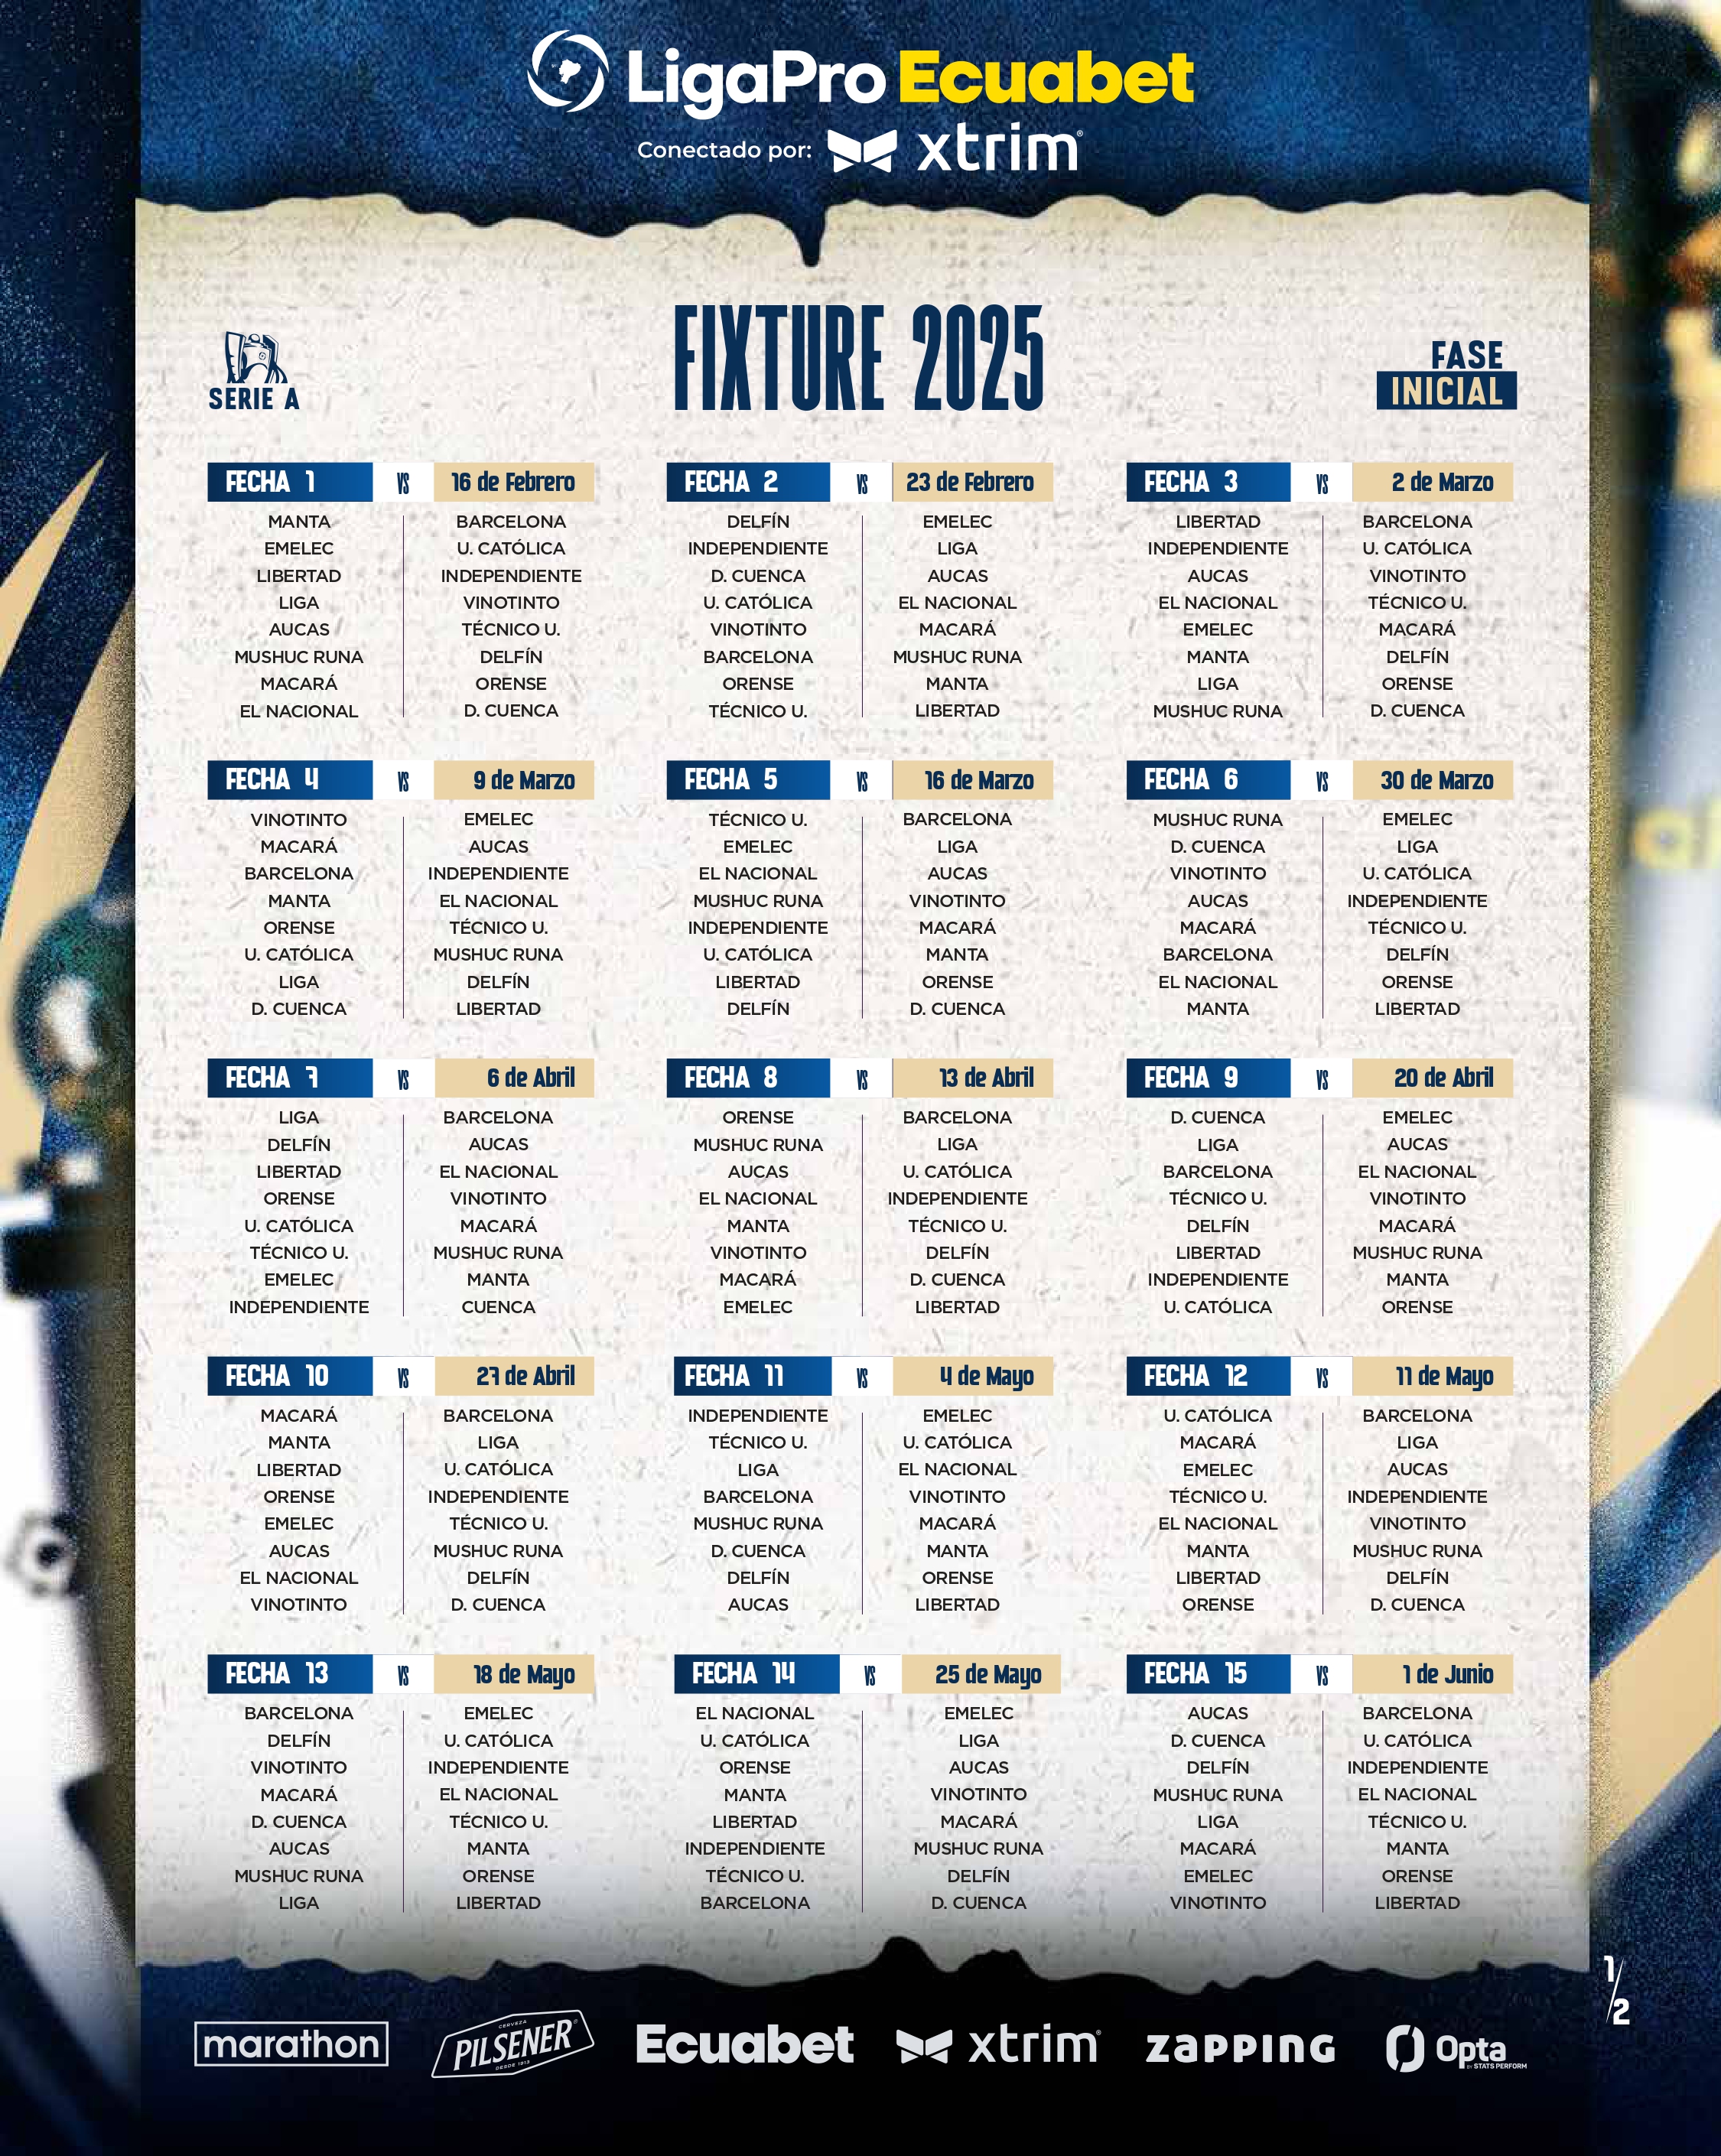 LigaPro Ecuabet
Conectado por: xtrim
SERIE A
FIXTURE 2025
FASE
INICIAL
FECHA 1 VS 16 de Febrero
MANTA BARCELONA
EMELEC U. CATÓLICA
LIBERTAD INDEPENDIENTE
LIGA VINOTINTO
AUCAS TÉCNICO U.
MUSHUC RUNA DELFÍN
MACARÁ ORENSE
EL NACIONAL D. CUENCA
FECHA 2 VS 23 de Febrero
DELFÍN EMELEC
INDEPENDIENTE LIGA
D. CUENCA AUCAS
U. CATÓLICA EL NACIONAL
VINOTINTO MACARÁ
BARCELONA MUSHUC RUNA
ORENSE MANTA
TÉCNICO U. LIBERTAD
FECHA 3 VS 2 de Marzo
LIBERTAD BARCELONA
INDEPENDIENTE U. CATÓLICA
AUCAS VINOTINTO
EL NACIONAL TÉCNICO U.
EMELEC MACARÁ
MANTA DELFÍN
LIGA ORENSE
MUSHUC RUNA D. CUENCA
FECHA 4 VS 9 de Marzo
VINOTINTO EMELEC
MACARÁ AUCAS
BARCELONA INDEPENDIENTE
MANTA EL NACIONAL
ORENSE TÉCNICO U.
U. CATÓLICA MUSHUC RUNA
LIGA DELFÍN
D. CUENCA LIBERTAD
FECHA 5 VS 16 de Marzo
TÉCNICO U. BARCELONA
EMELEC LIGA
EL NACIONAL AUCAS
MUSHUC RUNA VINOTINTO
INDEPENDIENTE MACARÁ
U. CATÓLICA MANTA
LIBERTAD ORENSE
DELFÍN D. CUENCA
FECHA 6 VS 30 de Marzo
MUSHUC RUNA EMELEC
D. CUENCA LIGA
VINOTINTO U. CATÓLICA
AUCAS INDEPENDIENTE
MACARÁ TÉCNICO U.
BARCELONA DELFÍN
EL NACIONAL ORENSE
MANTA LIBERTAD
FECHA 7 VS 6 de Abril
LIGA BARCELONA
DELFÍN AUCAS
LIBERTAD EL NACIONAL
ORENSE VINOTINTO
U. CATÓLICA MACARÁ
TÉCNICO U. MUSHUC RUNA
EMELEC MANTA
INDEPENDIENTE CUENCA
FECHA 8 VS 13 de Abril
ORENSE BARCELONA
MUSHUC RUNA LIGA
AUCAS U. CATÓLICA
EL NACIONAL INDEPENDIENTE
MANTA TÉCNICO U.
VINOTINTO DELFÍN
MACARÁ D. CUENCA
EMELEC LIBERTAD
FECHA 9 VS 20 de Abril
D. CUENCA EMELEC
LIGA AUCAS
BARCELONA EL NACIONAL
TÉCNICO U. VINOTINTO
DELFÍN MACARÁ
LIBERTAD MUSHUC RUNA
INDEPENDIENTE MANTA
U. CATÓLICA ORENSE
FECHA 10 VS 27 de Abril
MACARÁ BARCELONA
MANTA LIGA
LIBERTAD U. CATÓLICA
ORENSE INDEPENDIENTE
EMELEC TÉCNICO U.
AUCAS MUSHUC RUNA
EL NACIONAL DELFÍN
VINOTINTO D. CUENCA
FECHA 11 VS 4 de Mayo
INDEPENDIENTE EMELEC
TÉCNICO U. U. CATÓLICA
LIGA EL NACIONAL
BARCELONA VINOTINTO
MUSHUC RUNA MACARÁ
D. CUENCA MANTA
DELFÍN ORENSE
AUCAS LIBERTAD
FECHA 12 VS 11 de Mayo
U. CATÓLICA BARCELONA
MACARÁ LIGA
EMELEC AUCAS
TÉCNICO U. INDEPENDIENTE
EL NACIONAL VINOTINTO
MANTA MUSHUC RUNA
LIBERTAD DELFÍN
ORENSE D. CUENCA
FECHA 13 VS 18 de Mayo
BARCELONA EMELEC
DELFÍN U. CATÓLICA
VINOTINTO INDEPENDIENTE
MACARÁ EL NACIONAL
D. CUENCA TÉCNICO U.
AUCAS MANTA
MUSHUC RUNA ORENSE
LIGA LIBERTAD
FECHA 14 VS 25 de Mayo
EL NACIONAL EMELEC
U. CATÓLICA LIGA
ORENSE AUCAS
MANTA VINOTINTO
LIBERTAD MACARÁ
INDEPENDIENTE MUSHUC RUNA
TÉCNICO U. DELFÍN
BARCELONA D. CUENCA
FECHA 15 VS 1 de Junio
AUCAS BARCELONA
D. CUENCA U. CATÓLICA
DELFÍN INDEPENDIENTE
MUSHUC RUNA EL NACIONAL
LIGA TÉCNICO U.
MACARÁ MANTA
EMELEC ORENSE
VINOTINTO LIBERTAD
1/2
marathon
CERVEZA
PILSENER
DESDE 1913
Ecuabet
xtrim
zapping
Opta
BY STATS PERFORM